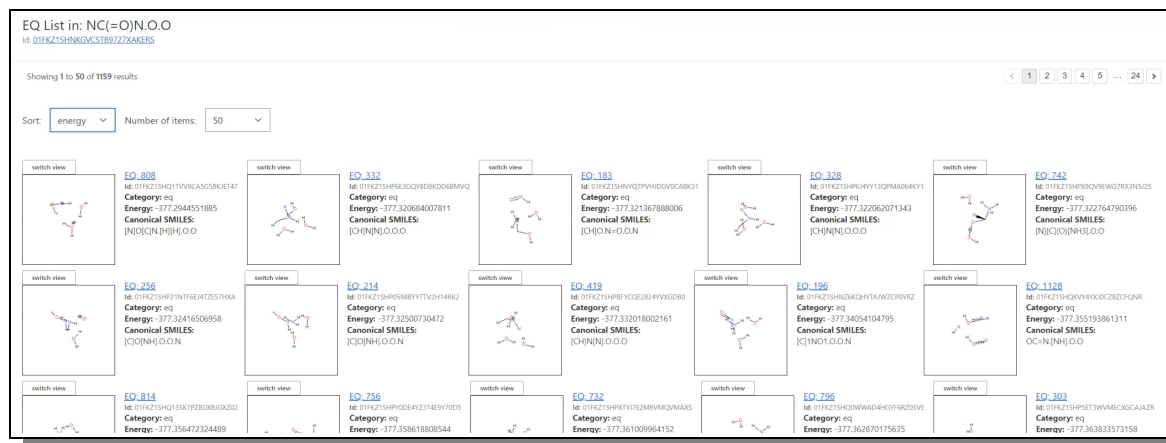 EQ List in: NC(=O)N.O.O
id: 01FKZ1SHNKGVCSTB9727XAKERS
Showing 1 to 50 of 1159 results
< 1 2 3 4 5 ... 24 >
Sort: energy Number of items: 50
switch view
EQ: 808
Id: 01FKZ1SHQ1TVV9CA5GS8KJET47
Category: eq
Energy: -377.2944551885
Canonical SMILES:
[N]O[C]N.[H][H].O.O
switch view
EQ: 332
Id: 01FKZ1SHP6E3GQYBD8KDD6BMVQ
Category: eq
Energy: -377.320684007811
Canonical SMILES:
[CH]N[N].O.O.O
switch view
EQ: 183
Id: 01FKZ1SHNYQ7PVHJDGV0CABK31
Category: eq
Energy: -377.321367888006
Canonical SMILES:
[CH]O.N=O.O.N
switch view
EQ: 328
Id: 01FKZ1SHP6J4YY13QPMA064KY1
Category: eq
Energy: -377.322062071343
Canonical SMILES:
[CH]N[N].O.O.O
switch view
EQ: 742
Id: 01FKZ1SHPX8QV9EWG7RX3N5J2S
Category: eq
Energy: -377.322764790396
Canonical SMILES:
[N][C](O)[NH3].O.O
switch view
EQ: 256
Id: 01FKZ1SHP21NTF6EJ4TZES7HXA
Category: eq
Energy: -377.32416506958
Canonical SMILES:
[C]O[NH].O.O.N
switch view
EQ: 214
Id: 01FKZ1SHP0S98BYY7TV2H14RK2
Category: eq
Energy: -377.32500730472
Canonical SMILES:
[C]O[NH].O.O.N
switch view
EQ: 419
Id: 01FKZ1SHPBFYCQE2824YVXGDB0
Category: eq
Energy: -377.332018002161
Canonical SMILES:
[CH]N[N].O.O.O
switch view
EQ: 196
Id: 01FKZ1SHNZ6KQHYTAJWZCP0YRZ
Category: eq
Energy: -377.34054104795
Canonical SMILES:
[C]1NO1.O.O.N
switch view
EQ: 1128
Id: 01FKZ1SHQKVV4YXJ0CZ8ZCFQNR
Category: eq
Energy: -377.355193861311
Canonical SMILES:
OC=N.[NH].O.O
switch view
EQ: 814
Id: 01FKZ1SHQ13SK7PZBDXBJGXZ02
Category: eq
Energy: -377.356472324489
switch view
EQ: 756
Id: 01FKZ1SHPY0DE4YZ3T4E9Y70D5
Category: eq
Energy: -377.358618808544
switch view
EQ: 732
Id: 01FKZ1SHPXTYJ7E2MBVMQVMAXS
Category: eq
Energy: -377.361009964152
switch view
EQ: 796
Id: 01FKZ1SHQ0WWAD4HGYF6RZ0SVE
Category: eq
Energy: -377.362870175635
switch view
EQ: 303
Id: 01FKZ1SHP5ET3WVMECXGCAJAZR
Category: eq
Energy: -377.363833573158